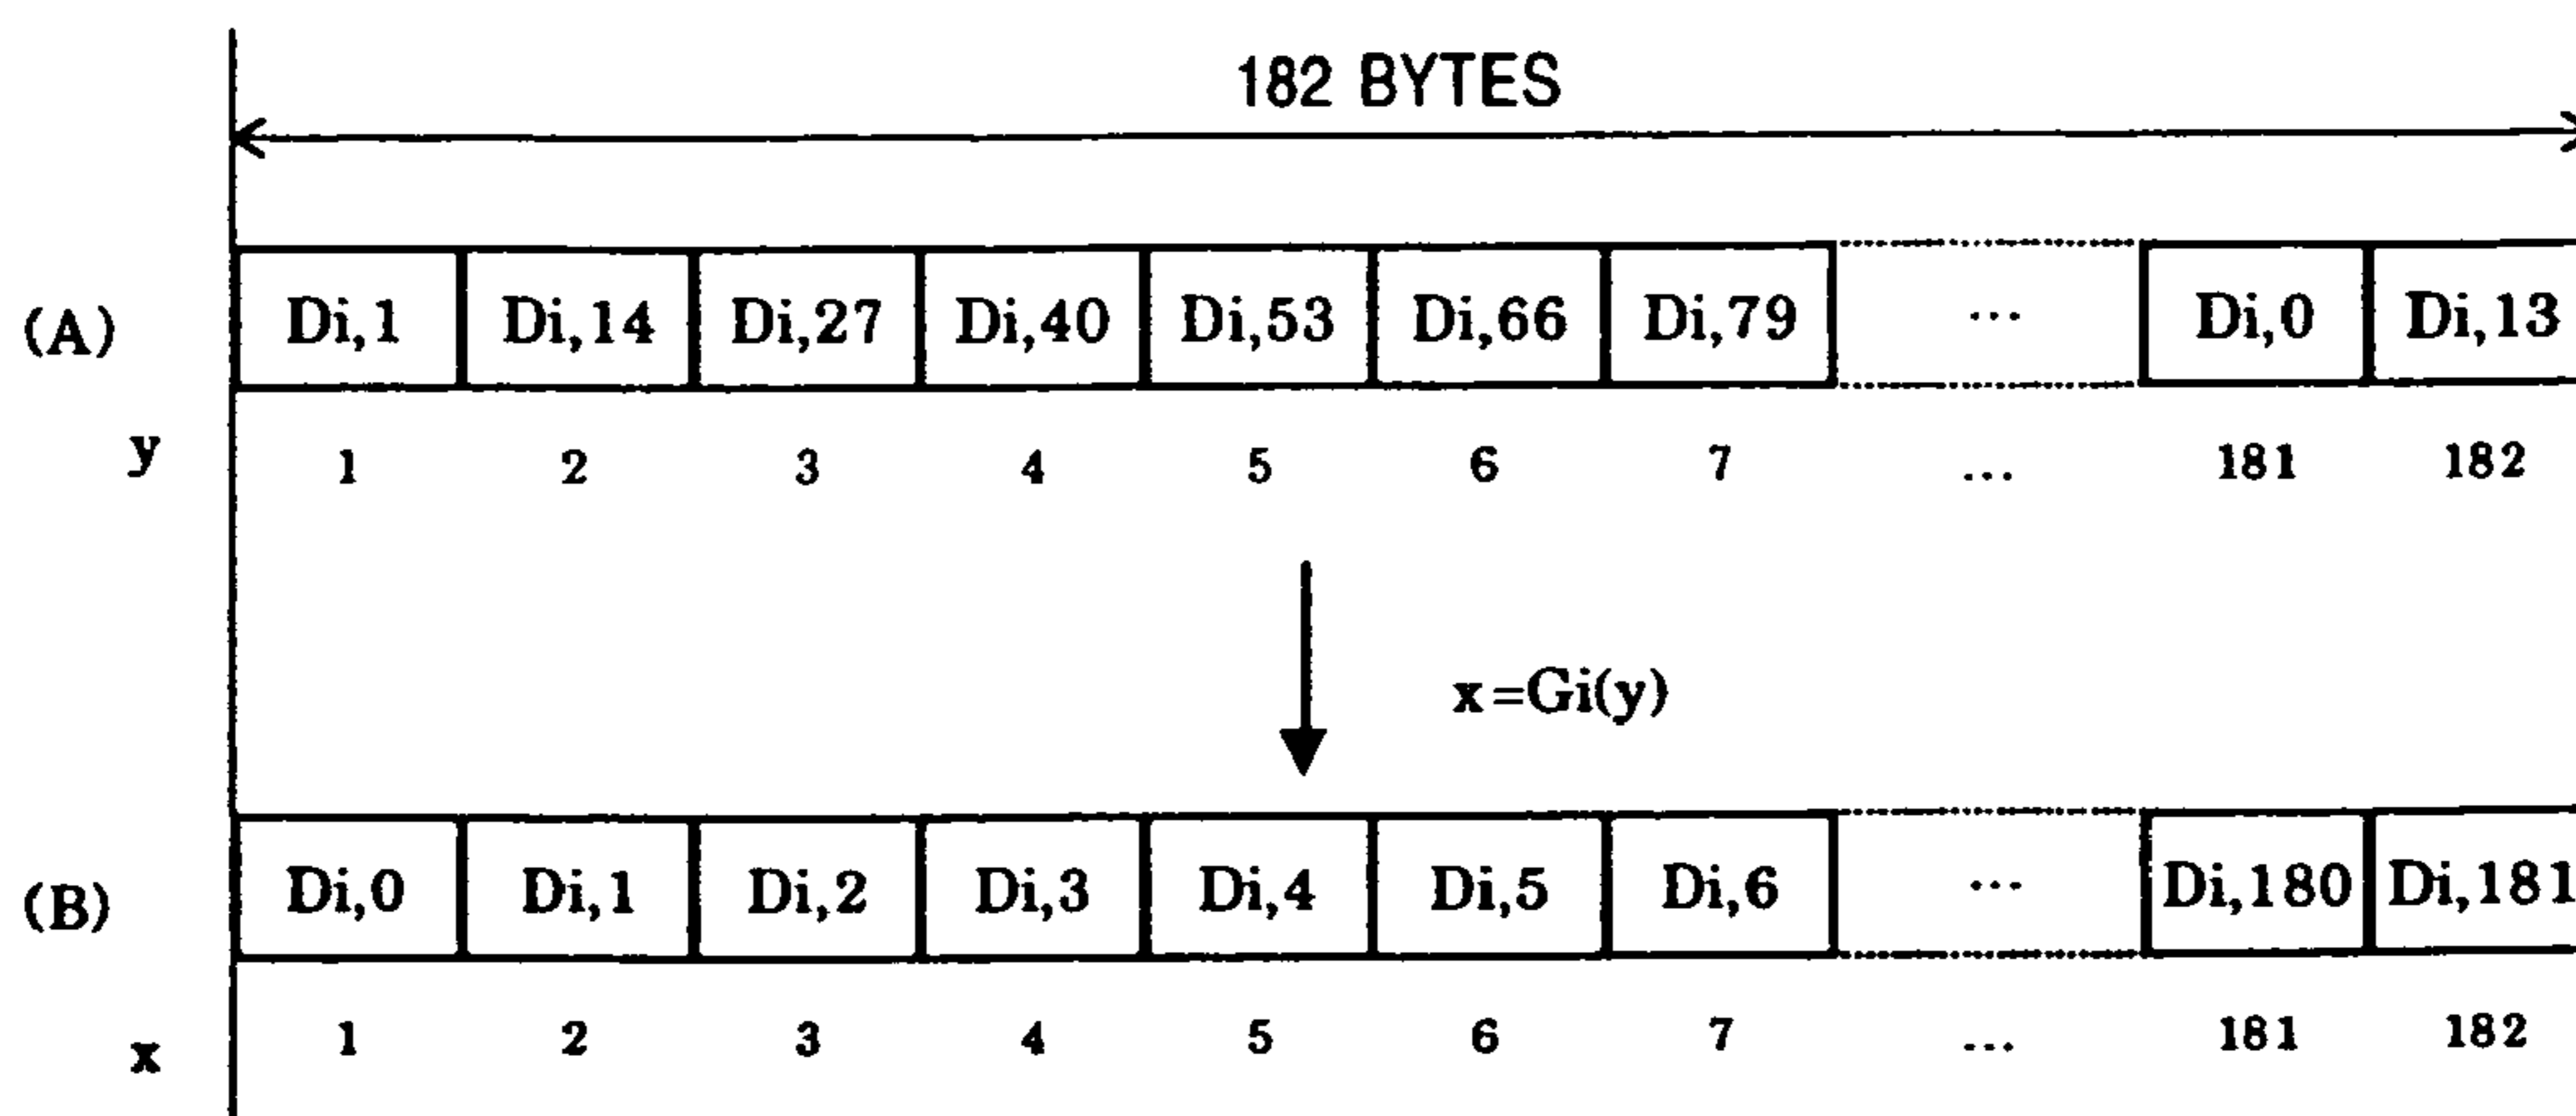 182 BYTES
(A) Di,1 Di,14 Di,27 Di,40 Di,53 Di,66 Di,79 ... Di,0 Di,13
y 1 2 3 4 5 6 7 ... 181 182
x=Gi(y)
(B) Di,0 Di,1 Di,2 Di,3 Di,4 Di,5 Di,6 ... Di,180 Di,181
x 1 2 3 4 5 6 7 ... 181 182